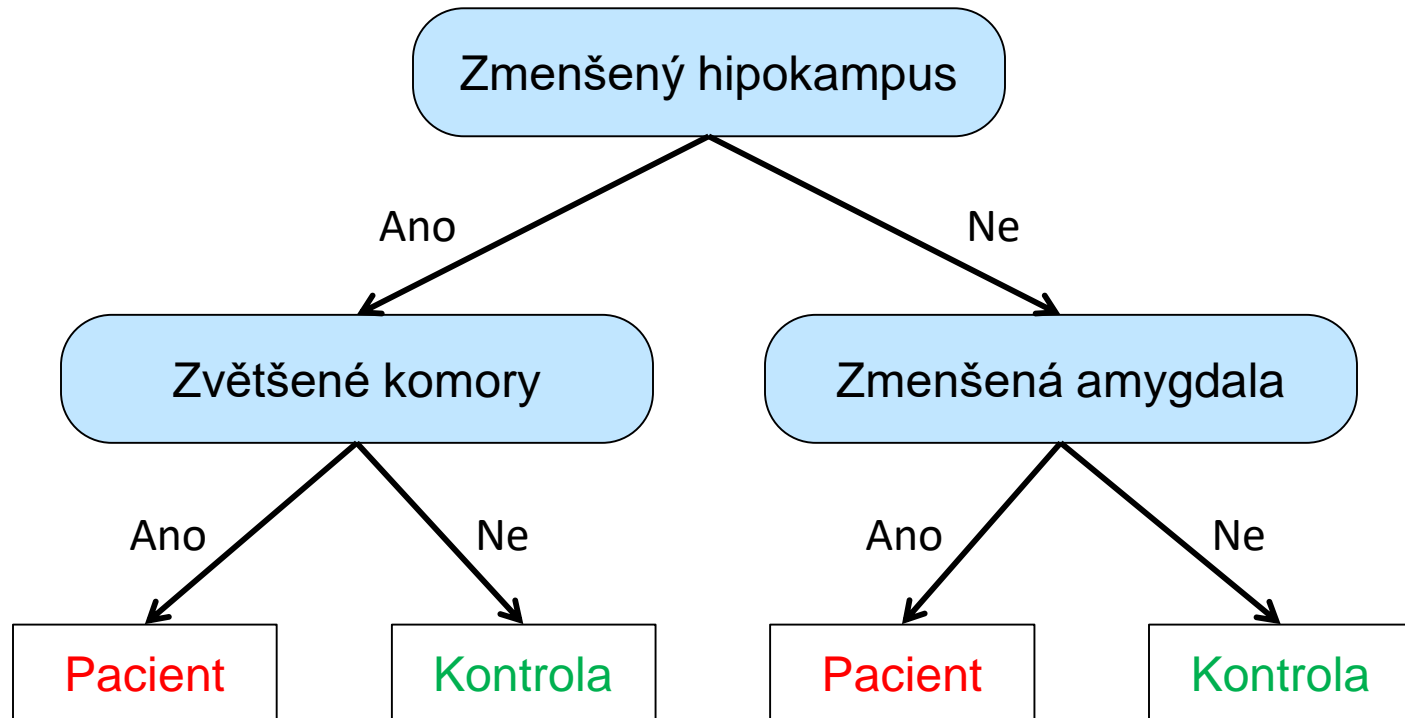 Zmenšený hipokampus
Ano
Ne
Zvětšené komory
Zmenšená amygdala
Ano
Ne
Ano
Ne
Pacient
Kontrola
Pacient
Kontrola